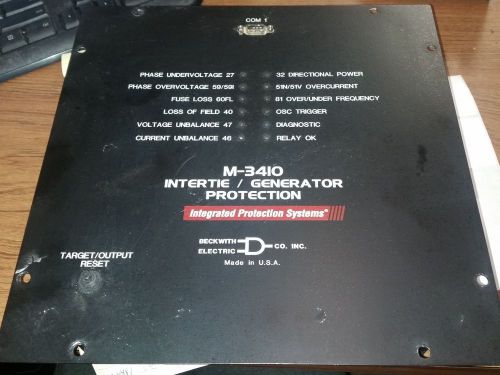 COM 1
PHASE UNDERVOLTAGE 27
32 DIRECTIONAL POWER
PHASE OVERVOLTAGE 59/59I
51N/51V OVERCURRENT
FUSE LOSS 60FL
81 OVER/UNDER FREQUENCY
LOSS OF FIELD 40
OSC TRIGGER
VOLTAGE UNBALANCE 47
DIAGNOSTIC
CURRENT UNBALANCE 46
RELAY OK
M-3410
INTERTIE / GENERATOR
PROTECTION
Integrated Protection Systems®
BECKWITH
ELECTRIC
CO. INC.
Made in U.S.A.
TARGET/OUTPUT
RESET